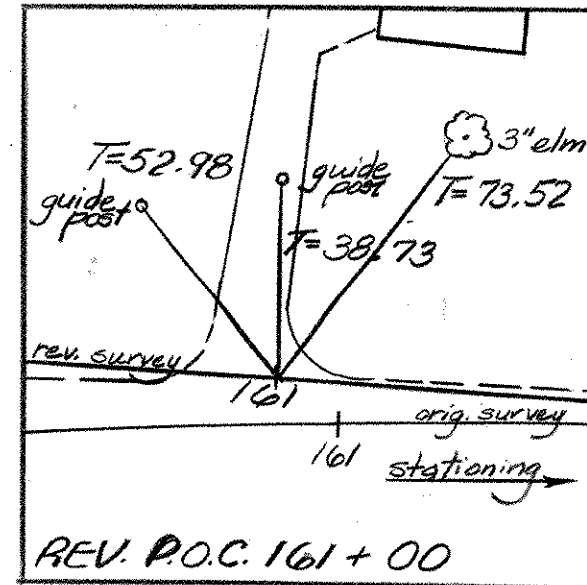 3" elm
T=52.98
guide
post
T=73.52
guide
post
T=38.73
rev. survey
161
orig. survey
161
stationing
REV. P.O.C. 161 + 00